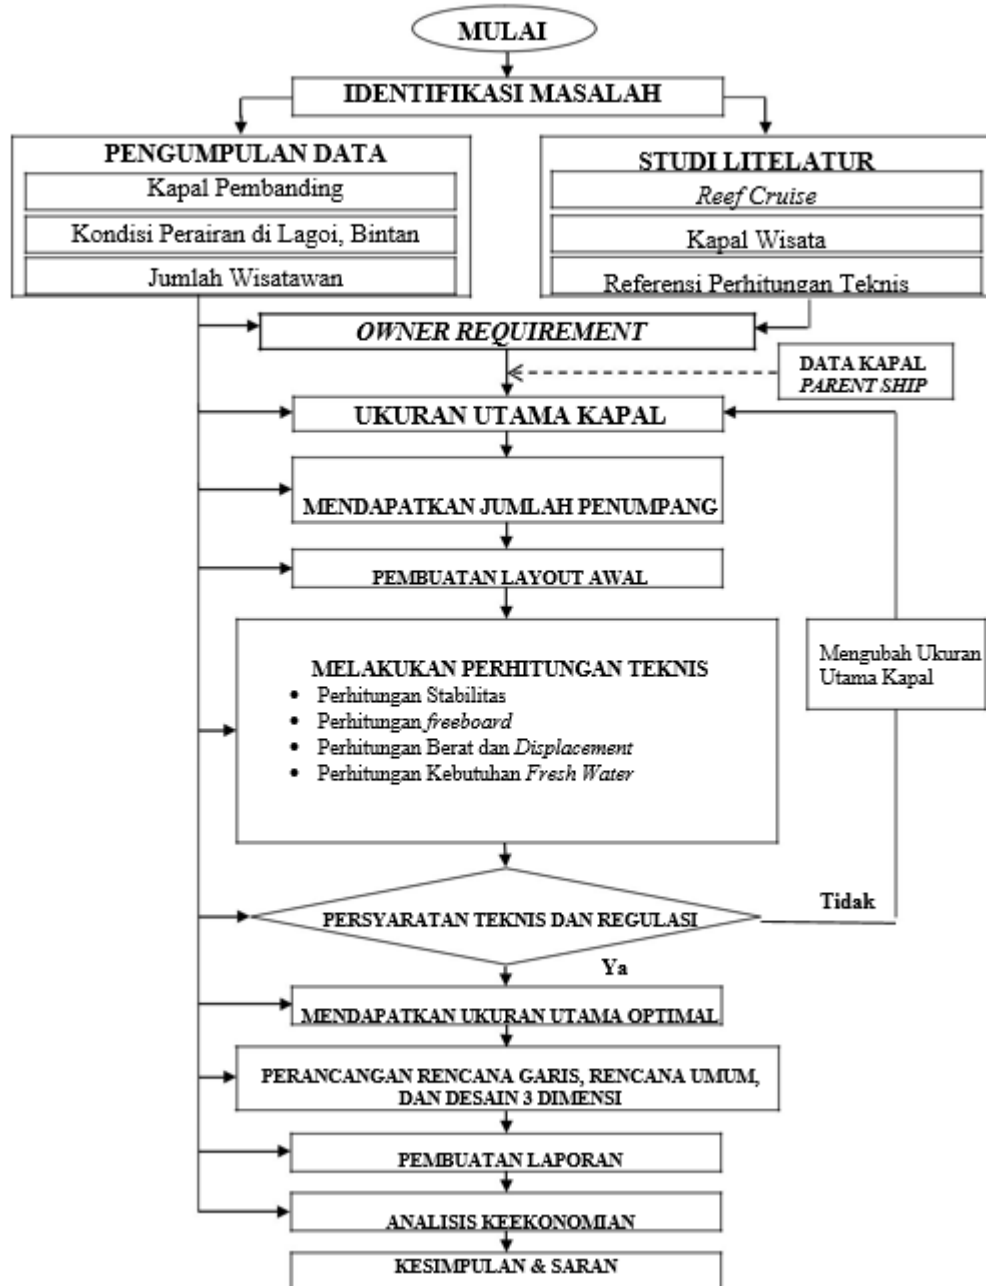 MULAI
IDENTIFIKASI MASALAH
PENGUMPULAN DATA
Kapal Pembanding
Kondisi Perairan di Lagoi, Bintan
Jumlah Wisatawan
STUDI LITELATUR
Reef Cruise
Kapal Wisata
Referensi Perhitungan Teknis
OWNER REQUIREMENT
DATA KAPAL
PARENT SHIP
UKURAN UTAMA KAPAL
MENDAPATKAN JUMLAH PENUMPANG
PEMBUATAN LAYOUT AWAL
MELAKUKAN PERHITUNGAN TEKNIS
• Perhitungan Stabilitas
• Perhitungan freeboard
• Perhitungan Berat dan Displacement
• Perhitungan Kebutuhan Fresh Water
Mengubah Ukuran
Utama Kapal
PERSYARATAN TEKNIS DAN REGULASI
Tidak
Ya
MENDAPATKAN UKURAN UTAMA OPTIMAL
PERANCANGAN RENCANA GARIS, RENCANA UMUM,
DAN DESAIN 3 DIMENSI
PEMBUATAN LAPORAN
ANALISIS KEEKONOMIAN
KESIMPULAN & SARAN